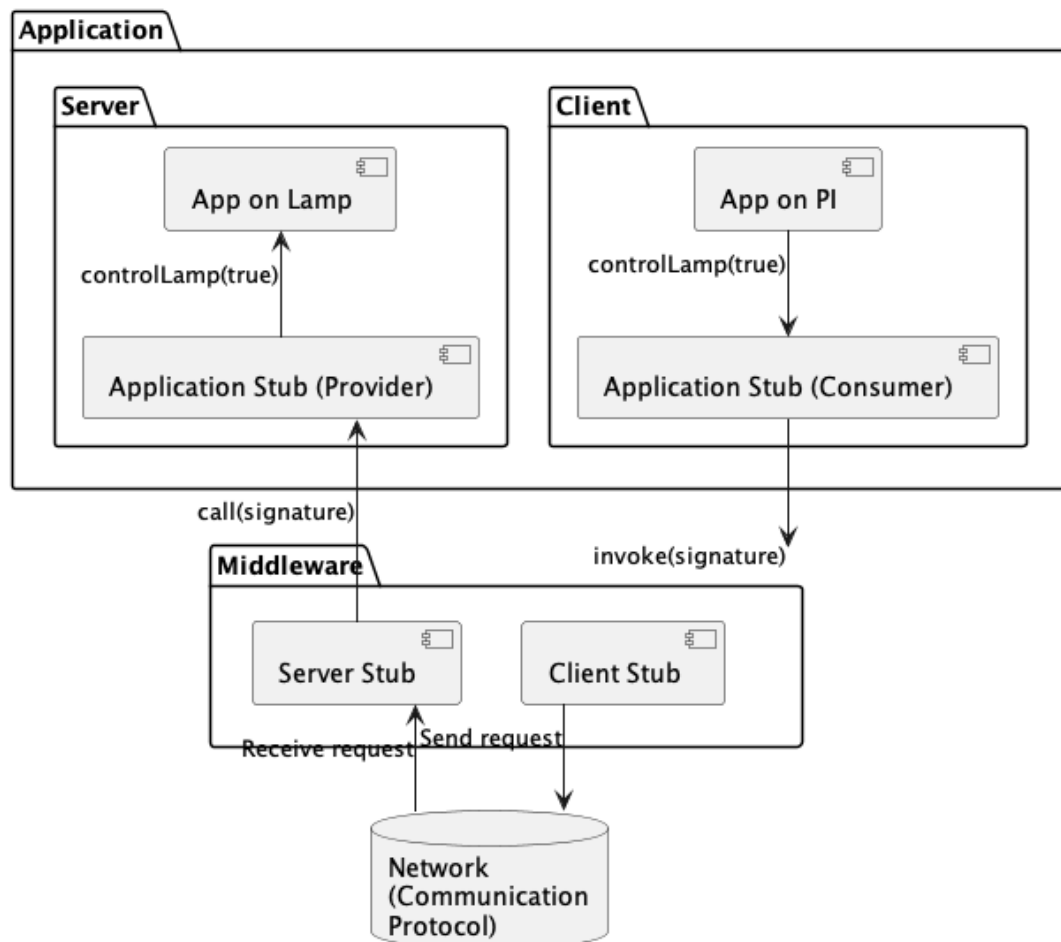 Application
Server
Client
App on Lamp
App on PI
controlLamp(true)
controlLamp(true)
Application Stub (Provider)
Application Stub (Consumer)
call(signature)
invoke(signature)
Middleware
Server Stub
Client Stub
Receive request
Send request
Network
(Communication
Protocol)